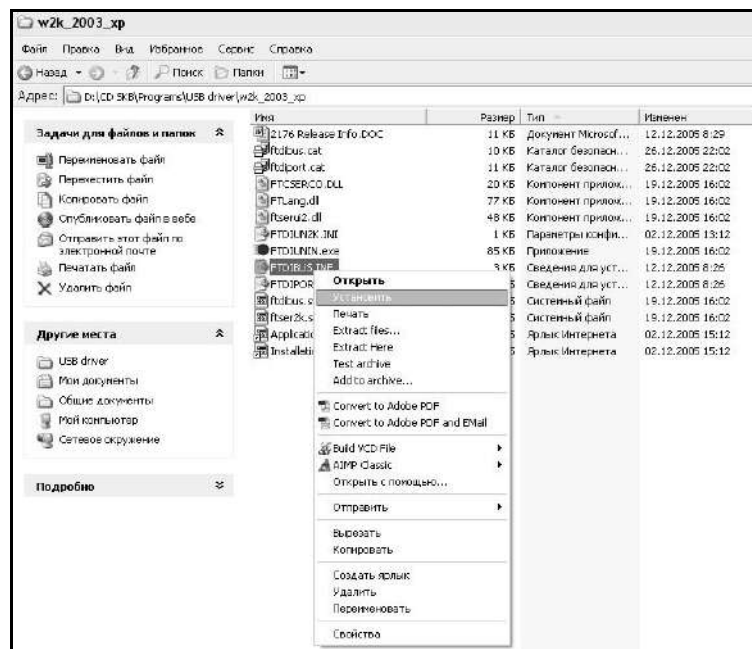 w2k_2003_xp
Файл Правка Вид Избранное Сервис Справка
Назад Поиск Папки
Адрес: D:\CD SKB\Programs\USB driver\w2k_2003_xp
Имя Размер Тип Изменен
Задачи для файлов и папок
Переименовать файл
Переместить файл
Копировать файл
Опубликовать файл в вебе
Отправить этот файл по
электронной почте
Печатать файл
Удалить файл
Другие места
USB driver
Мои документы
Общие документы
Мой компьютер
Сетевое окружение
Подробно
2176 Release Info.DOC 11 КБ Документ Microsof... 12.12.2005 8:29
ftdibus.cat 10 КБ Каталог безопасн... 26.12.2005 22:02
ftdiport.cat 11 КБ Каталог безопасн... 26.12.2005 22:02
FTCSERCO.DLL 20 КБ Компонент прилож... 19.12.2005 16:02
FTLang.dll 77 КБ Компонент прилож... 19.12.2005 16:02
ftserui2.dll 48 КБ Компонент прилож... 19.12.2005 16:02
FTDIUN2K.INI 1 КБ Параметры конфи... 02.12.2005 13:12
FTDIUNIN.exe 85 КБ Приложение 19.12.2005 16:02
FTDIBUS.INF 3 КБ Сведения для уст... 12.12.2005 8:26
FTDIPOR Б Сведения для уст... 12.12.2005 8:26
ftdibus.s Б Системный файл 19.12.2005 16:02
ftser2k.s Б Системный файл 19.12.2005 16:02
Applicatio Б Ярлык Интернета 02.12.2005 15:12
Installatio Б Ярлык Интернета 02.12.2005 15:12
Открыть
Установить
Печать
Extract files...
Extract Here
Test archive
Add to archive...
Convert to Adobe PDF
Convert to Adobe PDF and EMail
Build VCD File
AIMP Classic
Открыть с помощью...
Отправить
Вырезать
Копировать
Создать ярлык
Удалить
Переименовать
Свойства